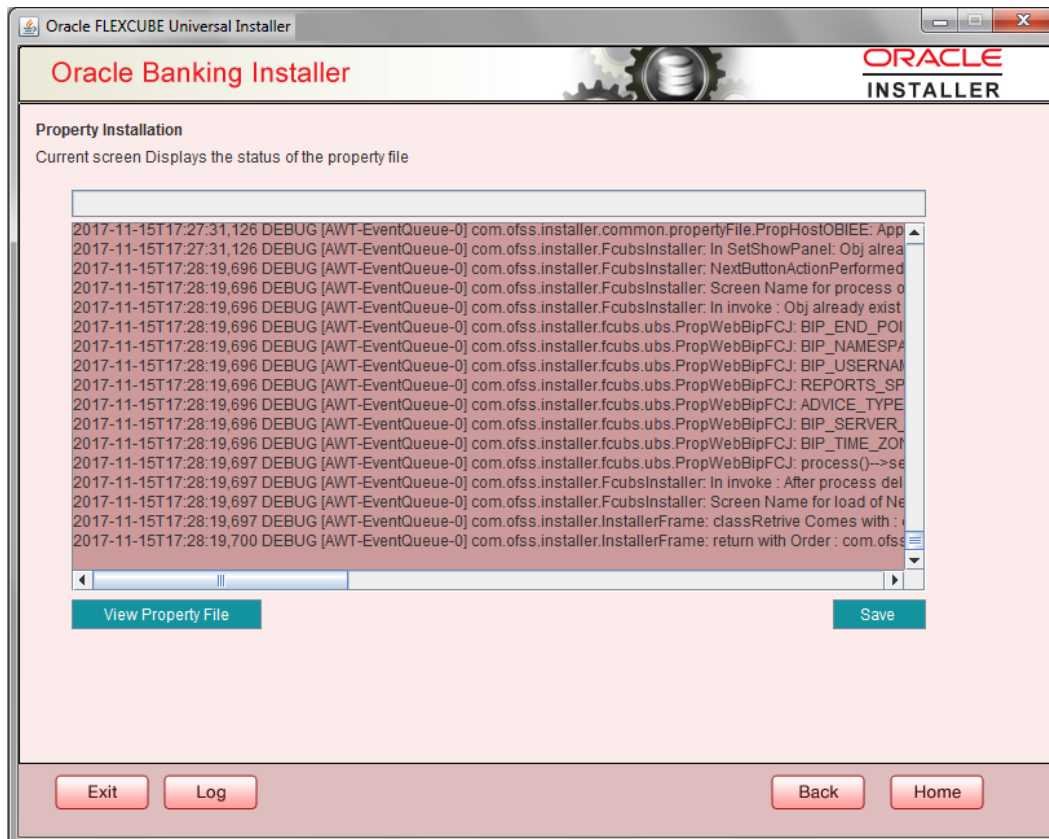 Oracle FLEXCUBE Universal Installer
Oracle Banking Installer
ORACLE
INSTALLER
Property Installation
Current screen Displays the status of the property file
2017-11-15T17:27:31,126 DEBUG [AWT-EventQueue-0] com.ofss.installer.common.propertyFile.PropHostOBIEE: App
2017-11-15T17:27:31,126 DEBUG [AWT-EventQueue-0] com.ofss.installer.FcubsInstaller: In SetShowPanel: Obj alrea
2017-11-15T17:28:19,696 DEBUG [AWT-EventQueue-0] com.ofss.installer.FcubsInstaller: NextButtonActionPerformed
2017-11-15T17:28:19,696 DEBUG [AWT-EventQueue-0] com.ofss.installer.FcubsInstaller: Screen Name for process o
2017-11-15T17:28:19,696 DEBUG [AWT-EventQueue-0] com.ofss.installer.FcubsInstaller: In invoke : Obj already exist
2017-11-15T17:28:19,696 DEBUG [AWT-EventQueue-0] com.ofss.installer.fcubs.ubs.PropWebBipFCJ: BIP_END_POI
2017-11-15T17:28:19,696 DEBUG [AWT-EventQueue-0] com.ofss.installer.fcubs.ubs.PropWebBipFCJ: BIP_NAMESPA
2017-11-15T17:28:19,696 DEBUG [AWT-EventQueue-0] com.ofss.installer.fcubs.ubs.PropWebBipFCJ: BIP_USERNAM
2017-11-15T17:28:19,696 DEBUG [AWT-EventQueue-0] com.ofss.installer.fcubs.ubs.PropWebBipFCJ: REPORTS_SP
2017-11-15T17:28:19,696 DEBUG [AWT-EventQueue-0] com.ofss.installer.fcubs.ubs.PropWebBipFCJ: ADVICE_TYPE
2017-11-15T17:28:19,696 DEBUG [AWT-EventQueue-0] com.ofss.installer.fcubs.ubs.PropWebBipFCJ: BIP_SERVER_
2017-11-15T17:28:19,696 DEBUG [AWT-EventQueue-0] com.ofss.installer.fcubs.ubs.PropWebBipFCJ: BIP_TIME_ZON
2017-11-15T17:28:19,697 DEBUG [AWT-EventQueue-0] com.ofss.installer.fcubs.ubs.PropWebBipFCJ: process()-->se
2017-11-15T17:28:19,697 DEBUG [AWT-EventQueue-0] com.ofss.installer.FcubsInstaller: In invoke : After process del
2017-11-15T17:28:19,697 DEBUG [AWT-EventQueue-0] com.ofss.installer.FcubsInstaller: Screen Name for load of Ne
2017-11-15T17:28:19,697 DEBUG [AWT-EventQueue-0] com.ofss.installer.InstallerFrame: classRetrive Comes with :
2017-11-15T17:28:19,700 DEBUG [AWT-EventQueue-0] com.ofss.installer.InstallerFrame: return with Order : com.ofss
View Property File
Save
Exit
Log
Back
Home